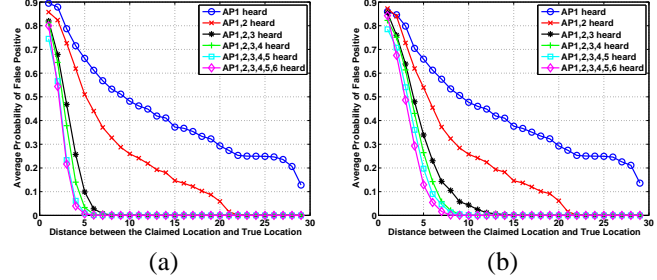 Average Probability of False Positive
0.9
0.8
0.7
0.6
0.5
0.4
0.3
0.2
0.1
0
0 5 10 15 20 25 30
Distance between the Claimed Location and True Location
AP1 heard
AP1,2 heard
AP1,2,3 heard
AP1,2,3,4 heard
AP1,2,3,4,5 heard
AP1,2,3,4,5,6 heard
(a)
Average Probability of False Positive
0.9
0.8
0.7
0.6
0.5
0.4
0.3
0.2
0.1
0
0 5 10 15 20 25 30
Distance between the Claimed Location and True Location
AP1 heard
AP1,2 heard
AP1,2,3 heard
AP1,2,3,4 heard
AP1,2,3,4,5 heard
AP1,2,3,4,5,6 heard
(b)